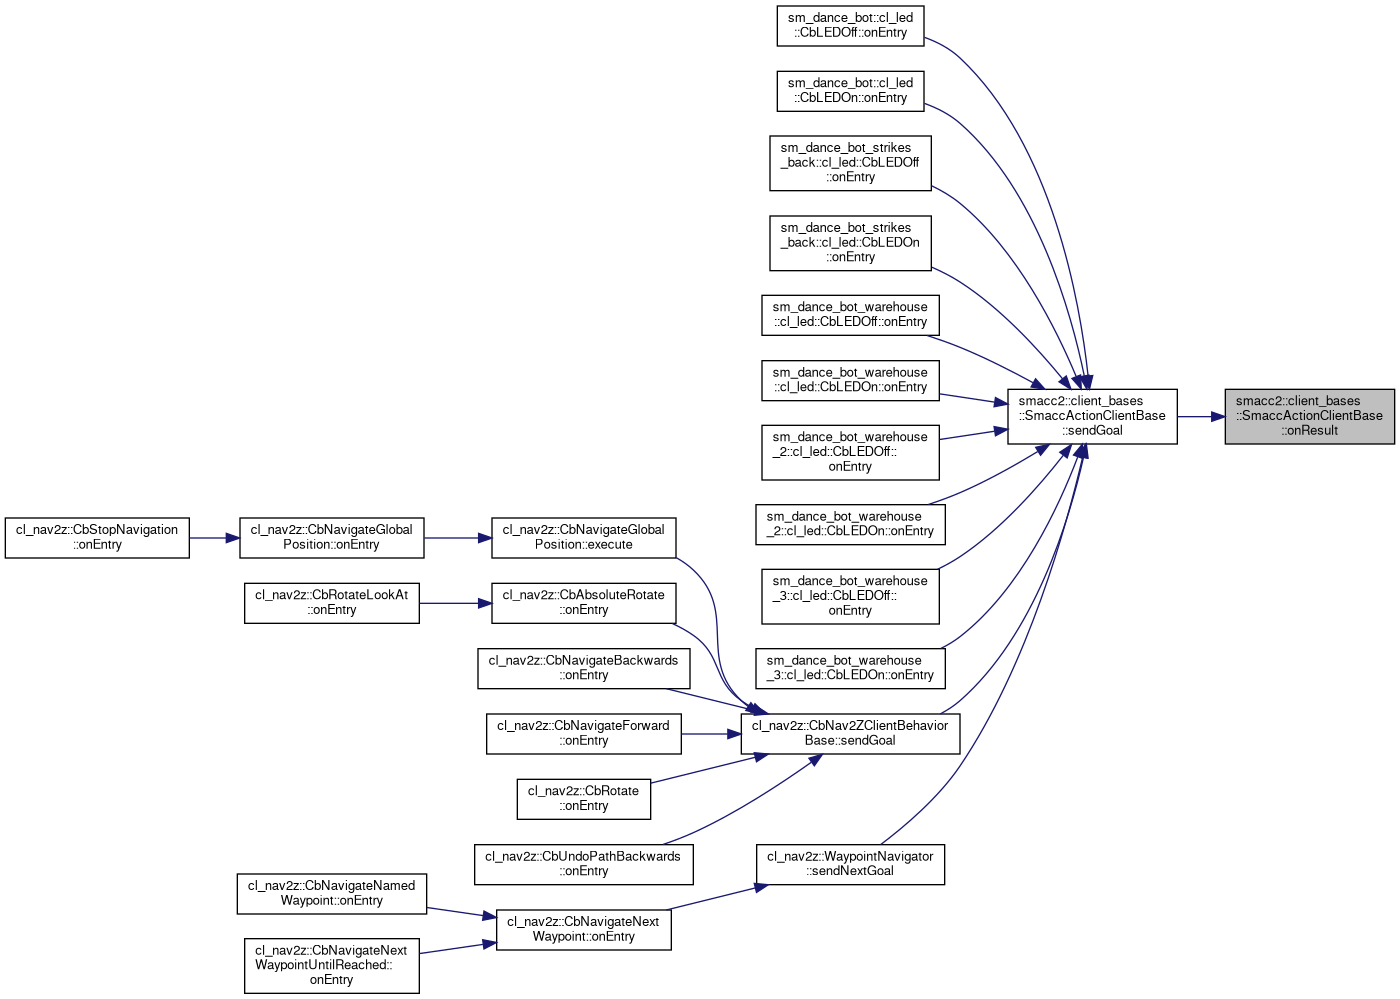 sm_dance_bot::cl_led
::CbLEDOff::onEntry
sm_dance_bot::cl_led
::CbLEDOn::onEntry
sm_dance_bot_strikes
_back::cl_led::CbLEDOff
::onEntry
sm_dance_bot_strikes
_back::cl_led::CbLEDOn
::onEntry
sm_dance_bot_warehouse
::cl_led::CbLEDOff::onEntry
sm_dance_bot_warehouse
::cl_led::CbLEDOn::onEntry
smacc2::client_bases
::SmaccActionClientBase
::sendGoal
smacc2::client_bases
::SmaccActionClientBase
::onResult
sm_dance_bot_warehouse
_2::cl_led::CbLEDOff::
onEntry
sm_dance_bot_warehouse
_2::cl_led::CbLEDOn::onEntry
cl_nav2z::CbStopNavigation
::onEntry
cl_nav2z::CbNavigateGlobal
Position::onEntry
cl_nav2z::CbNavigateGlobal
Position::execute
sm_dance_bot_warehouse
_3::cl_led::CbLEDOff::
onEntry
cl_nav2z::CbRotateLookAt
::onEntry
cl_nav2z::CbAbsoluteRotate
::onEntry
cl_nav2z::CbNavigateBackwards
::onEntry
sm_dance_bot_warehouse
_3::cl_led::CbLEDOn::onEntry
cl_nav2z::CbNavigateForward
::onEntry
cl_nav2z::CbNav2ZClientBehavior
Base::sendGoal
cl_nav2z::CbRotate
::onEntry
cl_nav2z::CbUndoPathBackwards
::onEntry
cl_nav2z::WaypointNavigator
::sendNextGoal
cl_nav2z::CbNavigateNamed
Waypoint::onEntry
cl_nav2z::CbNavigateNext
Waypoint::onEntry
cl_nav2z::CbNavigateNext
WaypointUntilReached::
onEntry